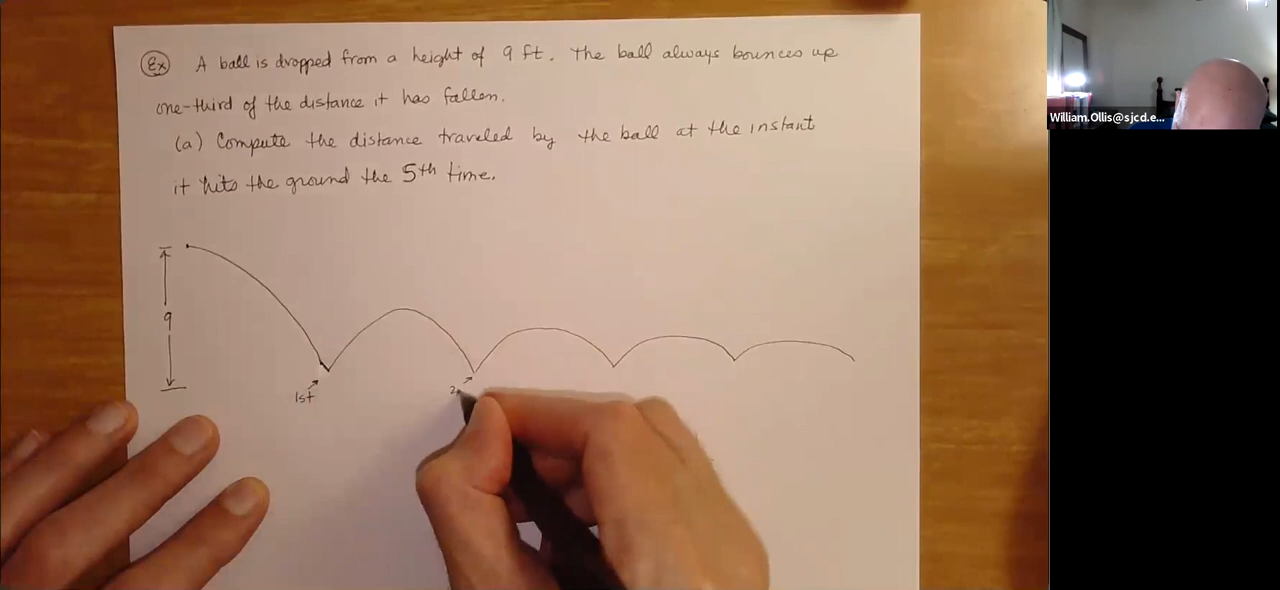 Ex A ball is dropped from a height of 9 ft. The ball always bounces up
one-third of the distance it has fallen.
(a) Compute the distance traveled by the ball at the instant
it hits the ground the 5th time.
9
1st
2
William.Ollis@sjcd.e...